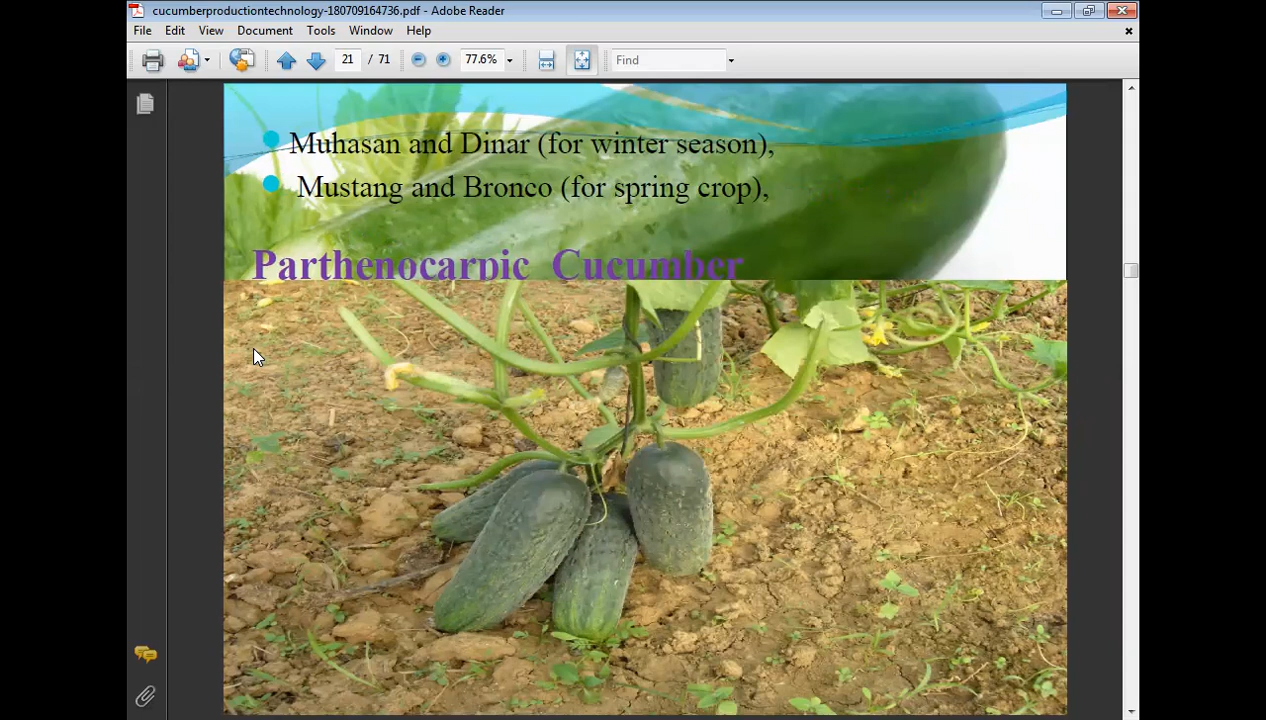 cucumberproductiontechnology-180709164736.pdf - Adobe Reader
File Edit View Document Tools Window Help
21 / 71 77.6% Find
Muhasan and Dinar (for winter season),
Mustang and Bronco (for spring crop),
Parthenocarpic Cucumber